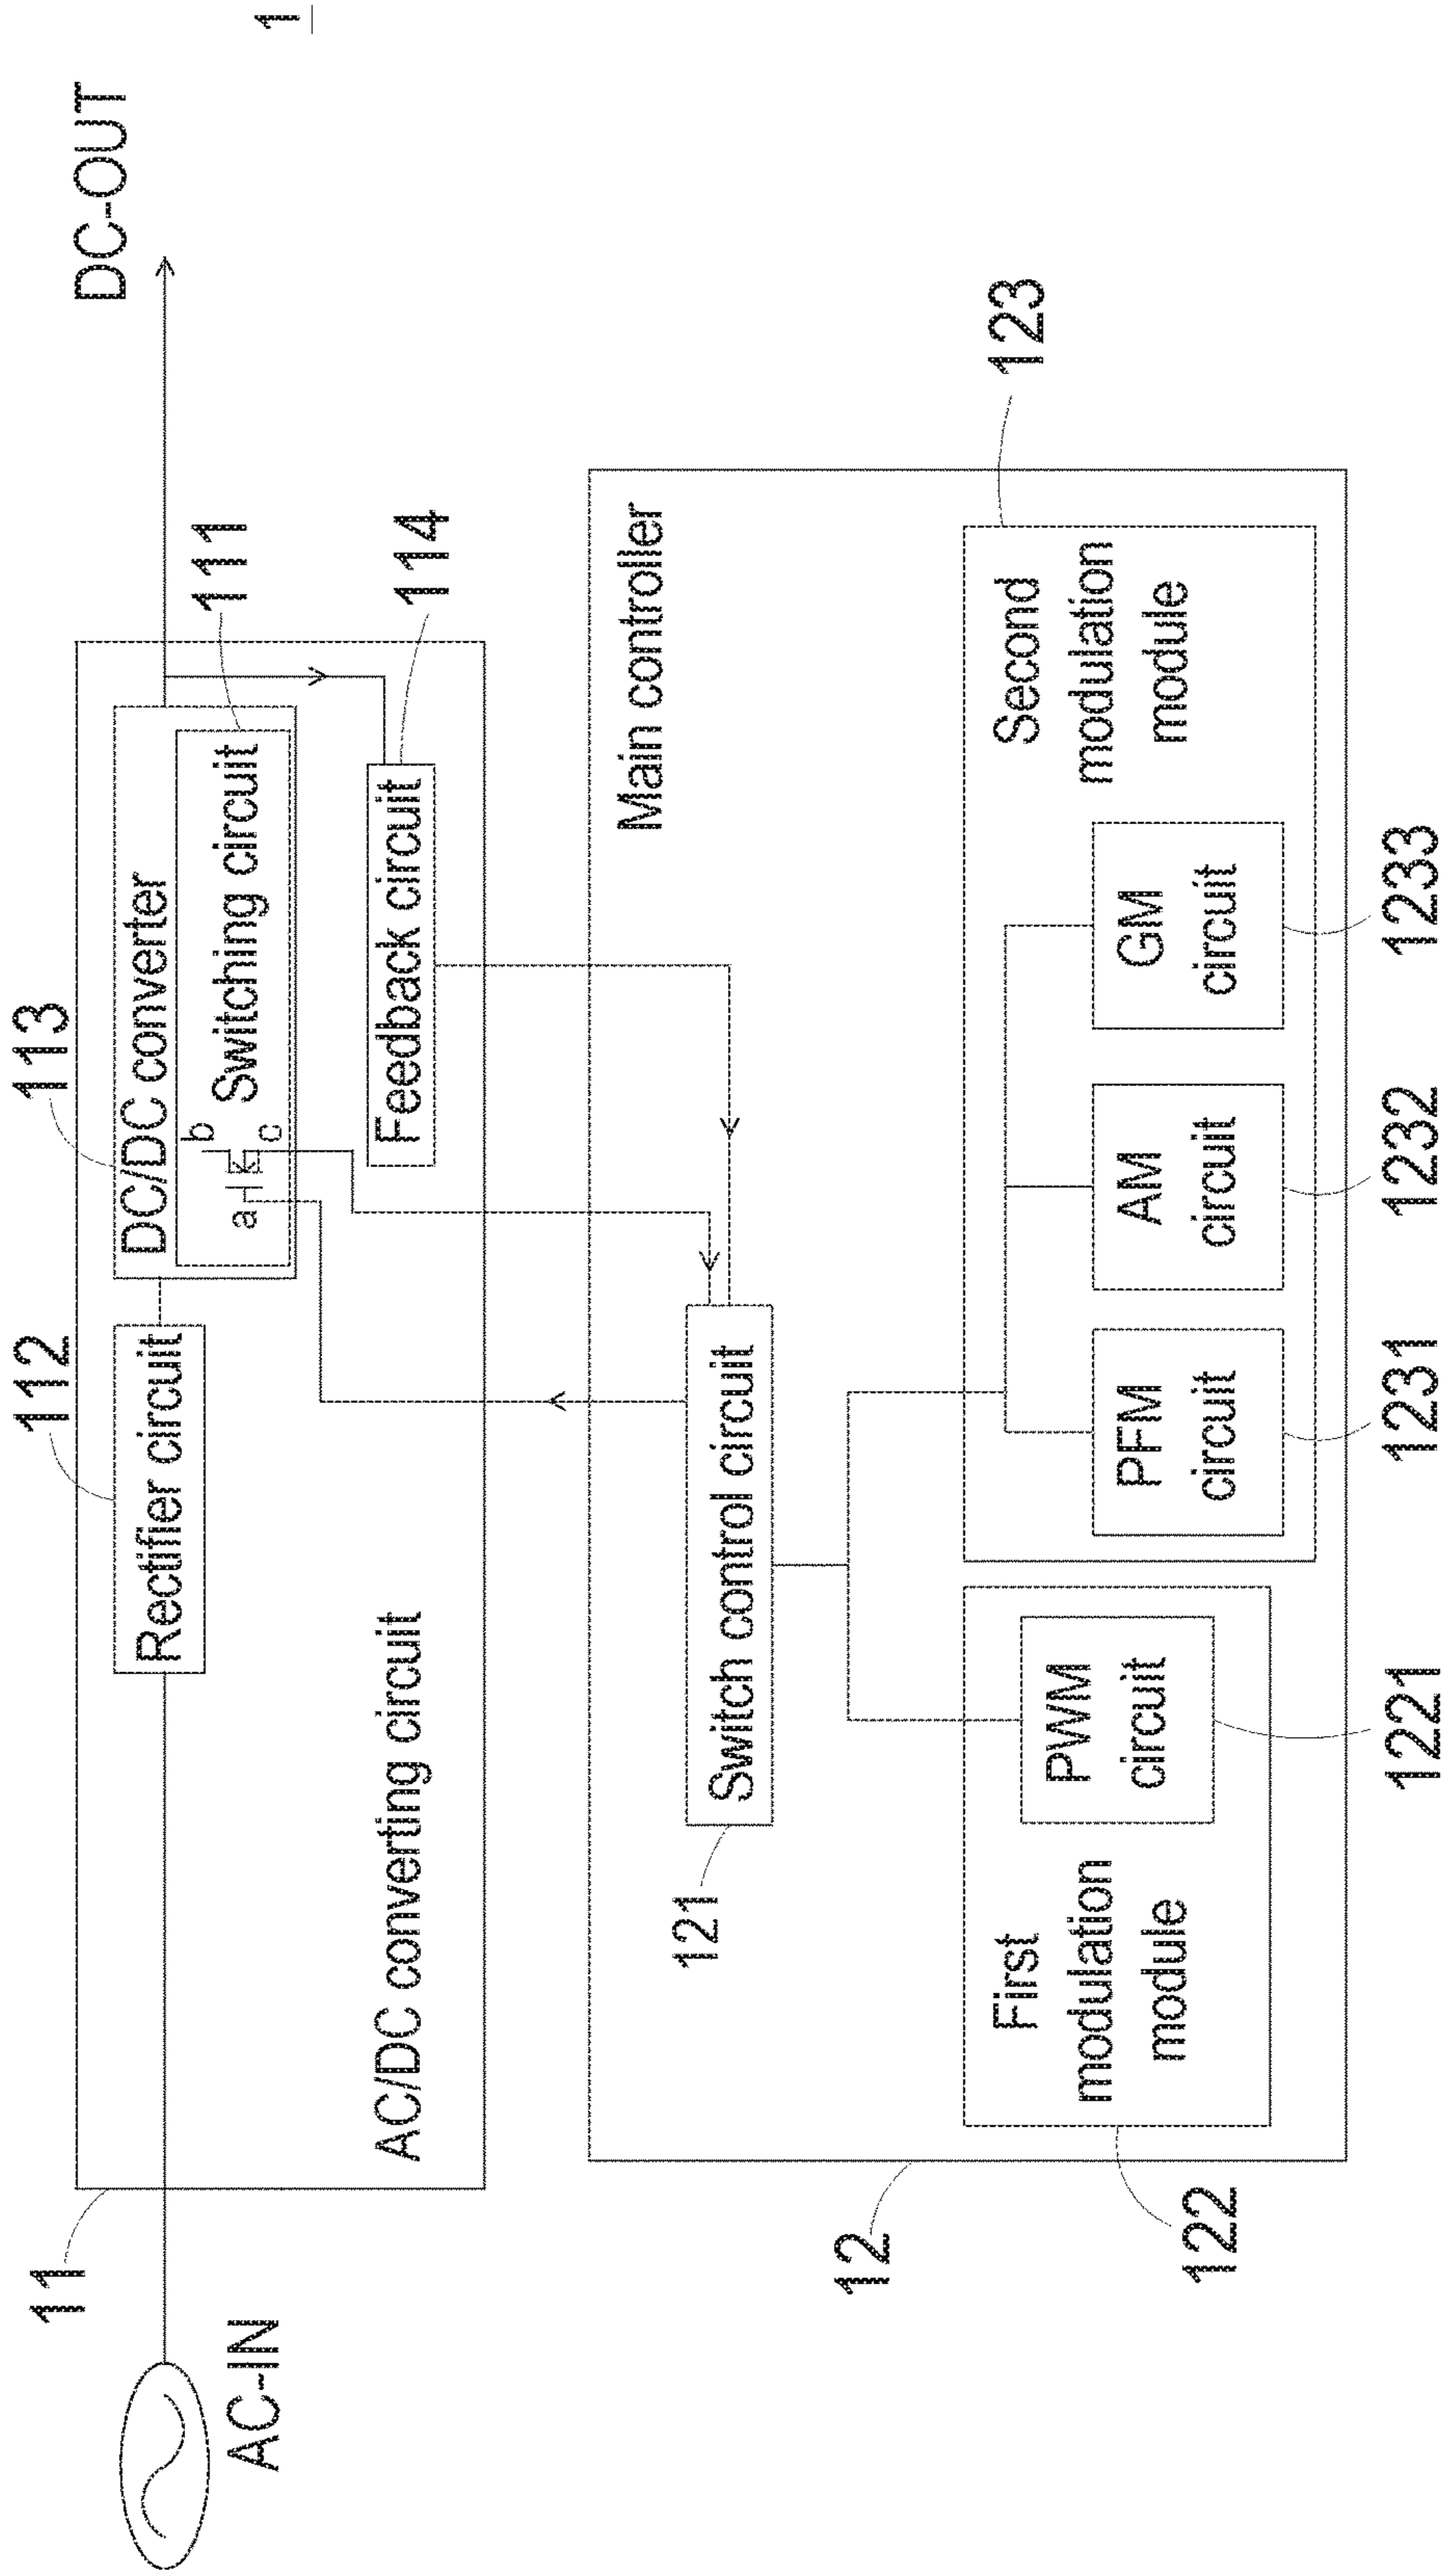 1
DC-OUT
113
112
111
114
11
AC-IN
Rectifier circuit
DC/DC converter
b
a
c
Switching circuit
Feedback circuit
AC/DC converting circuit
Main controller
Switch control circuit
121
123
12
122
First
modulation
module
PWM
circuit
Second
modulation
module
PFM
circuit
AM
circuit
GM
circuit
1221
1231
1232
1233